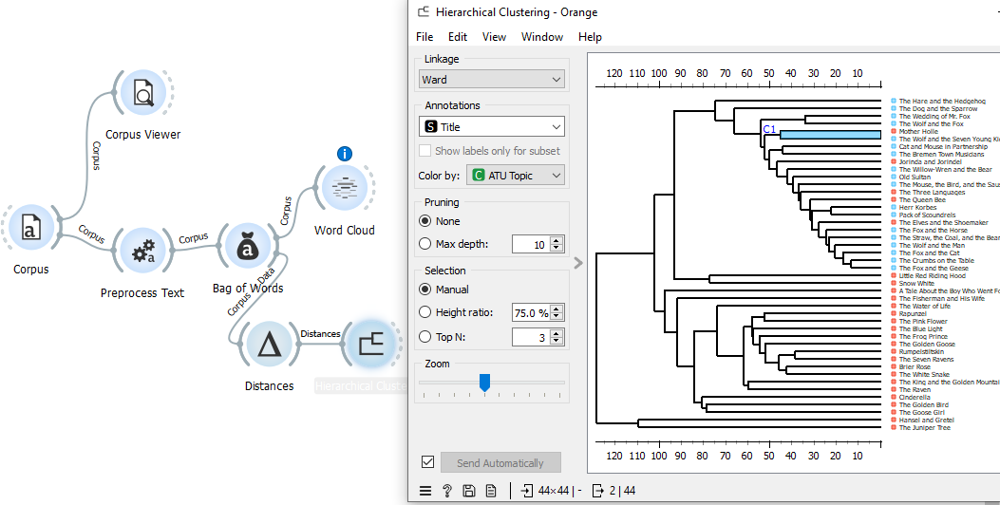 Corpus Viewer
Corpus
Corpus
Corpus
Corpus
Corpus
Preprocess Text
Bag of Words
Word Cloud
Corpus → Data
Distances
Distances
Hierarchical Cluste
Hierarchical Clustering - Orange
File Edit View Window Help
Linkage
Ward
Annotations
S Title
Show labels only for subset
Color by: C ATU Topic
Pruning
None
Max depth: 10
Selection
Manual
Height ratio: 75.0 %
Top N: 3
Zoom
Send Automatically
44×44 | - 2 | 44
120 110 100 90 80 70 60 50 40 30 20 10
C1
The Hare and the Hedgehog
The Dog and the Sparrow
The Wedding of Mr. Fox
The Wolf and the Fox
Mother Holle
The Wolf and the Seven Young Ki
Cat and Mouse in Partnership
The Bremen Town Musicians
Jorinda and Jorindel
The Willow-Wren and the Bear
Old Sultan
The Mouse, the Bird, and the Saus
The Three Languages
The Queen Bee
Herr Korbes
Pack of Scoundrels
The Elves and the Shoemaker
The Fox and the Horse
The Straw, the Coal, and the Bean
The Wolf and the Man
The Fox and the Cat
The Crumbs on the Table
The Fox and the Geese
Little Red Riding Hood
Snow White
A Tale About the Boy Who Went Fo
The Fisherman and His Wife
The Water of Life
Rapunzel
The Pink Flower
The Blue Light
The Frog Prince
The Golden Goose
Rumpelstiltskin
The Seven Ravens
Brier Rose
The White Snake
The King and the Golden Mountai
The Raven
Cinderella
The Golden Bird
The Goose Girl
Hansel and Gretel
The Juniper Tree
120 110 100 90 80 70 60 50 40 30 20 10